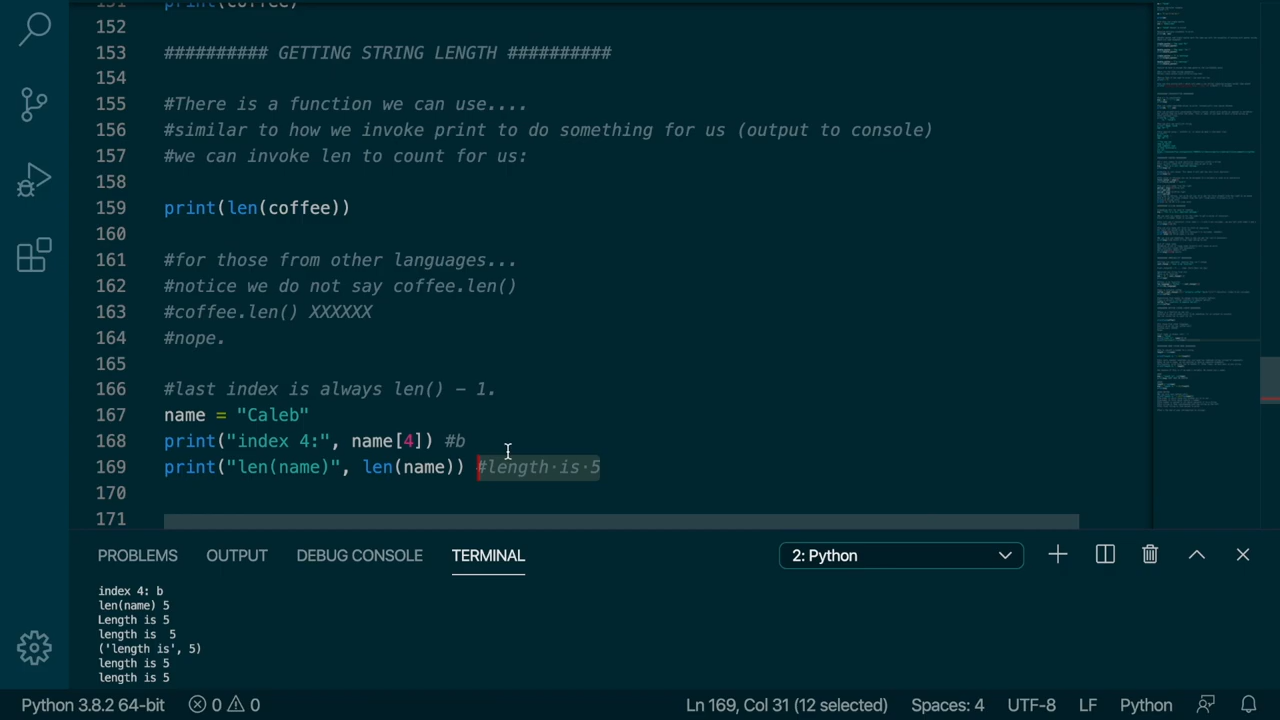 151 print(coffee)
152
153 ########## GETTING STRING LENGTH ##########
154
155 #There is a function we can use....
156 #similar to how we invoke print to do something for us (output to console)
157 #we can invoke len to count for us:
158
159 print(len(coffee))
160
161 #for those from other languages...
162 #notice we do not say coffee.len()
163 #coffee.len() XXXXXX
164 #nope.
165
166 #last index is always len() - 1.
167 name = "Caleb"
168 print("index 4:", name[4]) #b
169 print("len(name)", len(name)) #length·is·5
170
171
PROBLEMS OUTPUT DEBUG CONSOLE TERMINAL 2: Python
index 4: b
len(name) 5
Length is 5
length is  5
('length is', 5)
length is 5
length is 5
Python 3.8.2 64-bit 0 0 Ln 169, Col 31 (12 selected) Spaces: 4 UTF-8 LF Python